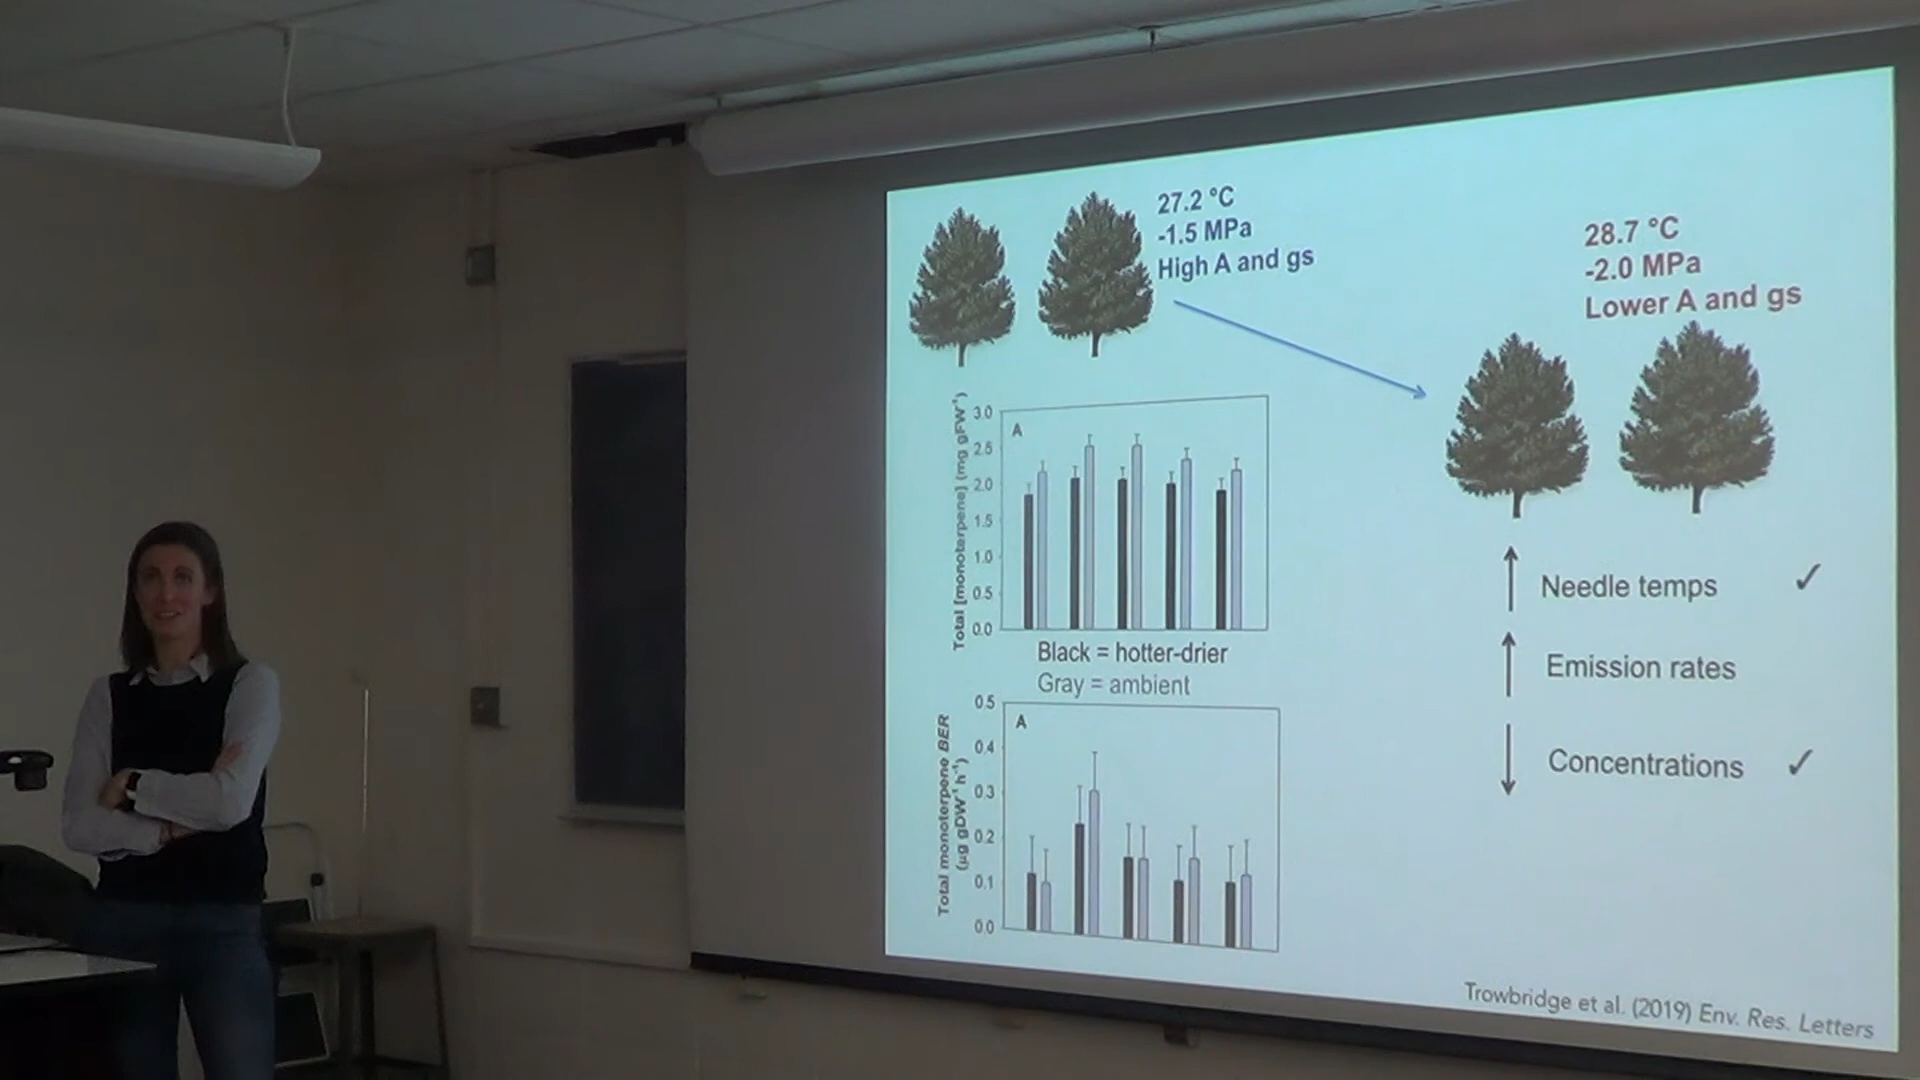 27.2 °C
-1.5 MPa
High A and gs
28.7 °C
-2.0 MPa
Lower A and gs
Total [monoterpene] (mg gFW⁻¹)
3.0
2.5
2.0
1.5
1.0
0.5
0.0
A
Black = hotter-drier
Gray = ambient
Total monoterpene BER
(µg gDW⁻¹ h⁻¹)
0.5
0.4
0.3
0.2
0.1
0.0
A
Needle temps ✓
Emission rates
Concentrations ✓
Trowbridge et al. (2019) Env. Res. Letters